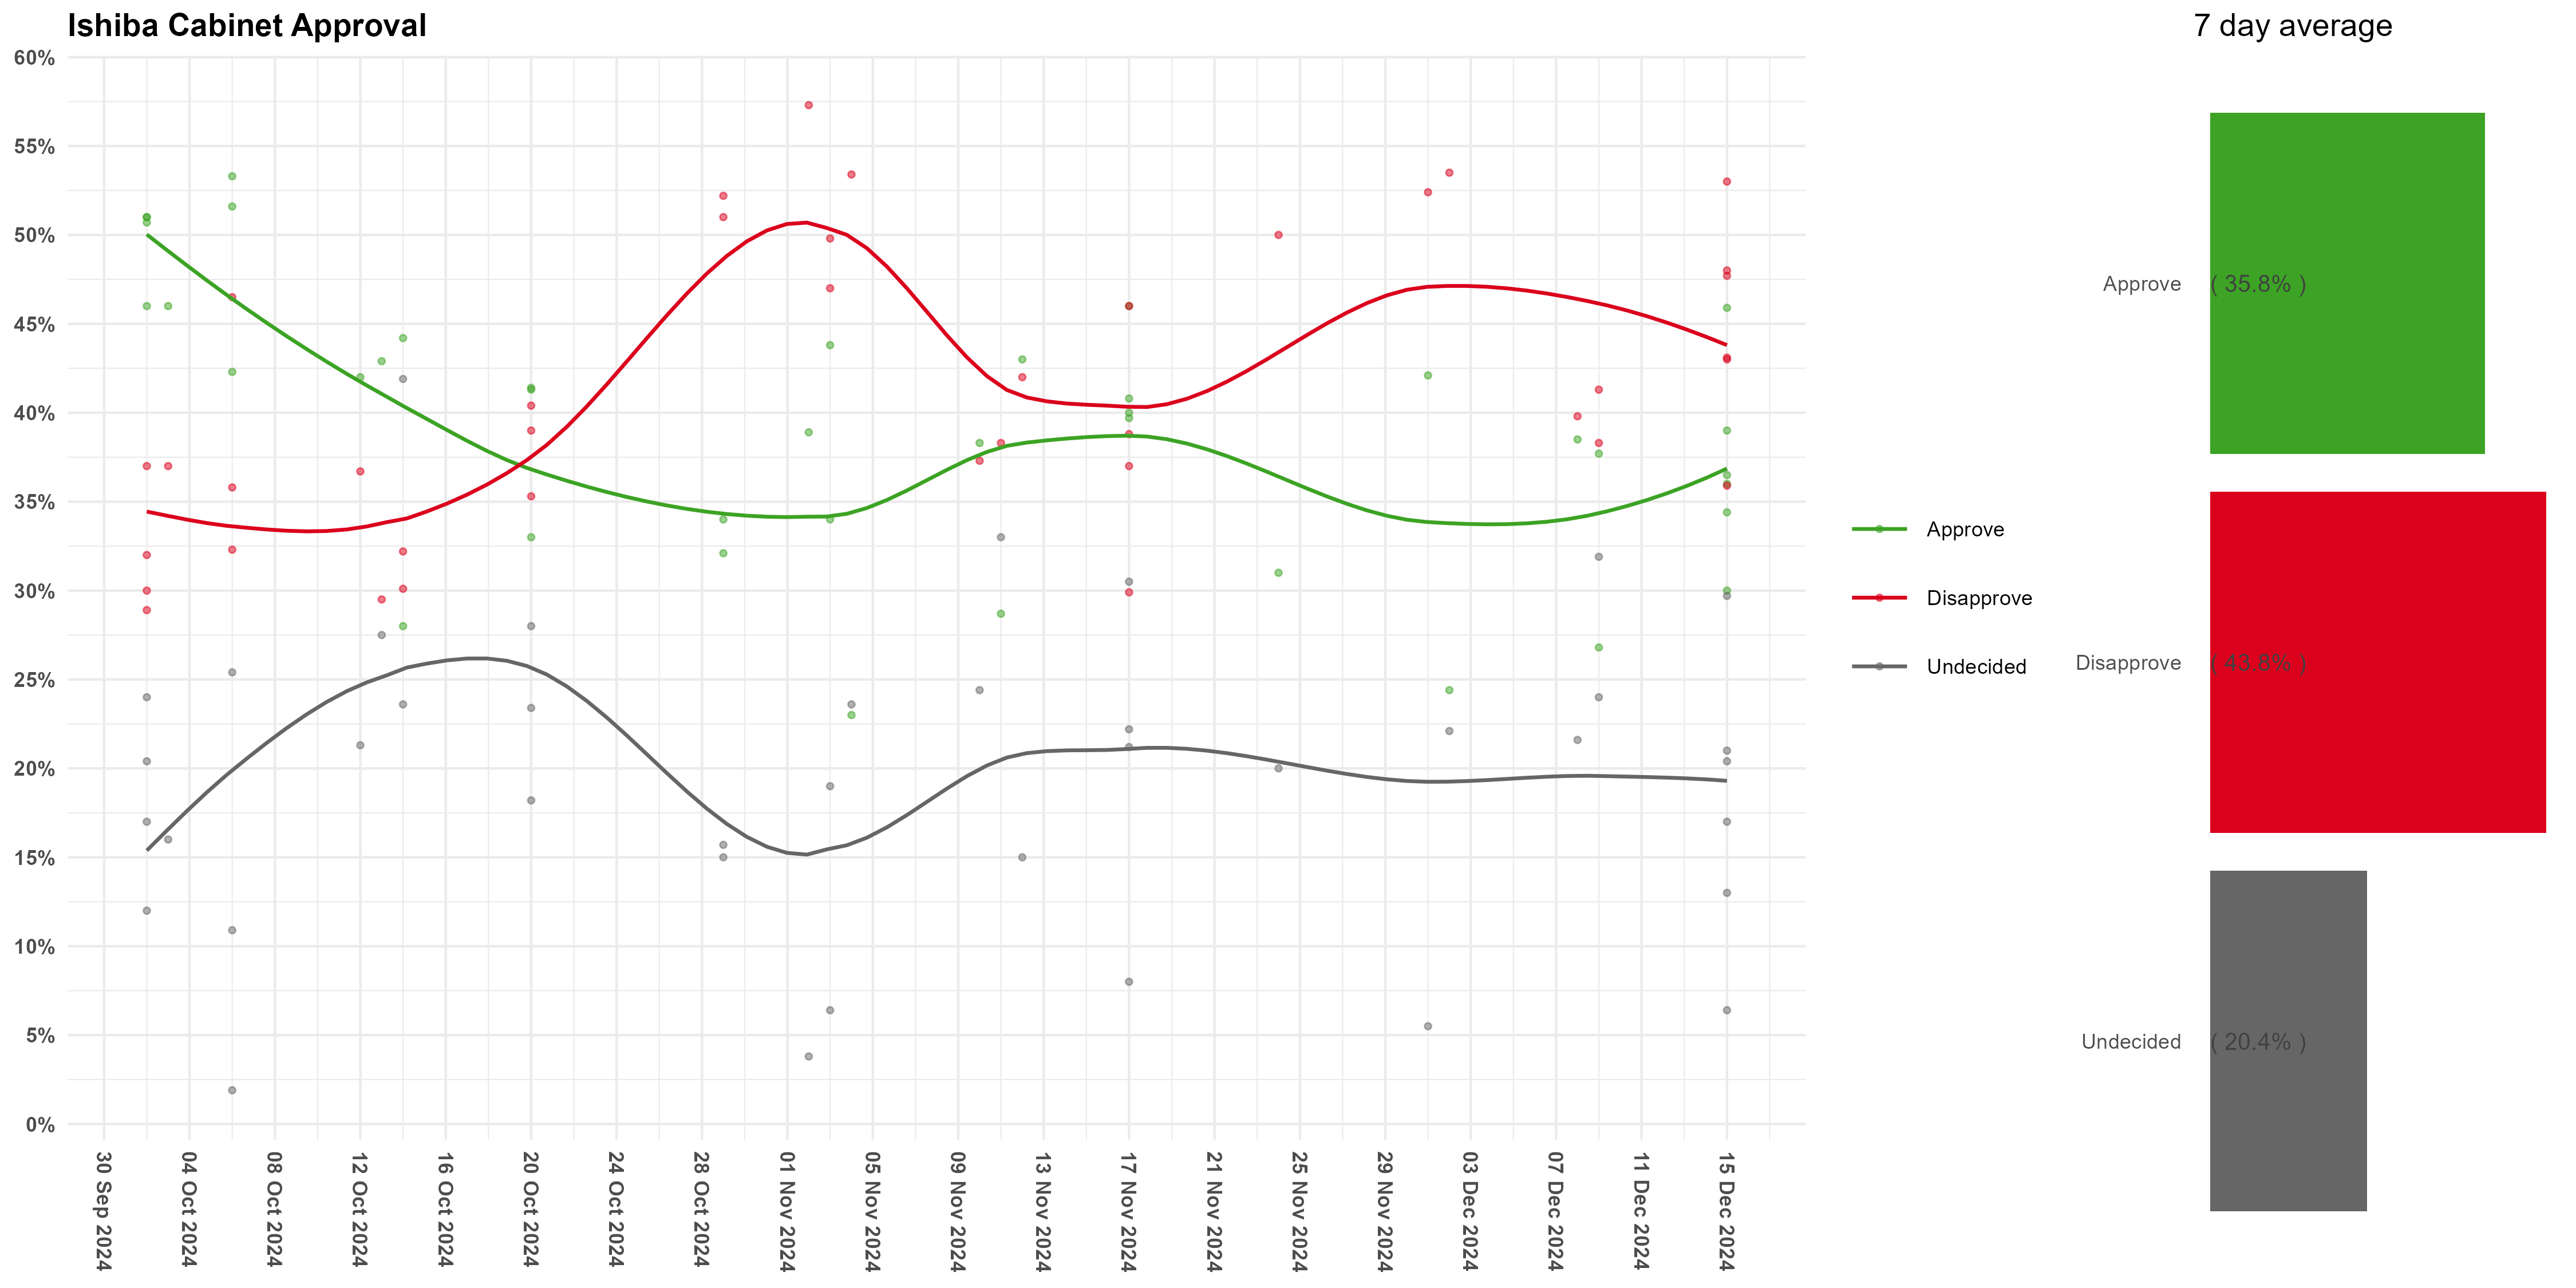 Ishiba Cabinet Approval
60%
55%
50%
45%
40%
35%
30%
25%
20%
15%
10%
5%
0%
30 Sep 2024
04 Oct 2024
08 Oct 2024
12 Oct 2024
16 Oct 2024
20 Oct 2024
24 Oct 2024
28 Oct 2024
01 Nov 2024
05 Nov 2024
09 Nov 2024
13 Nov 2024
17 Nov 2024
21 Nov 2024
25 Nov 2024
29 Nov 2024
03 Dec 2024
07 Dec 2024
11 Dec 2024
15 Dec 2024
Approve
Disapprove
Undecided
7 day average
Approve ( 35.8% )
Disapprove ( 43.8% )
Undecided ( 20.4% )